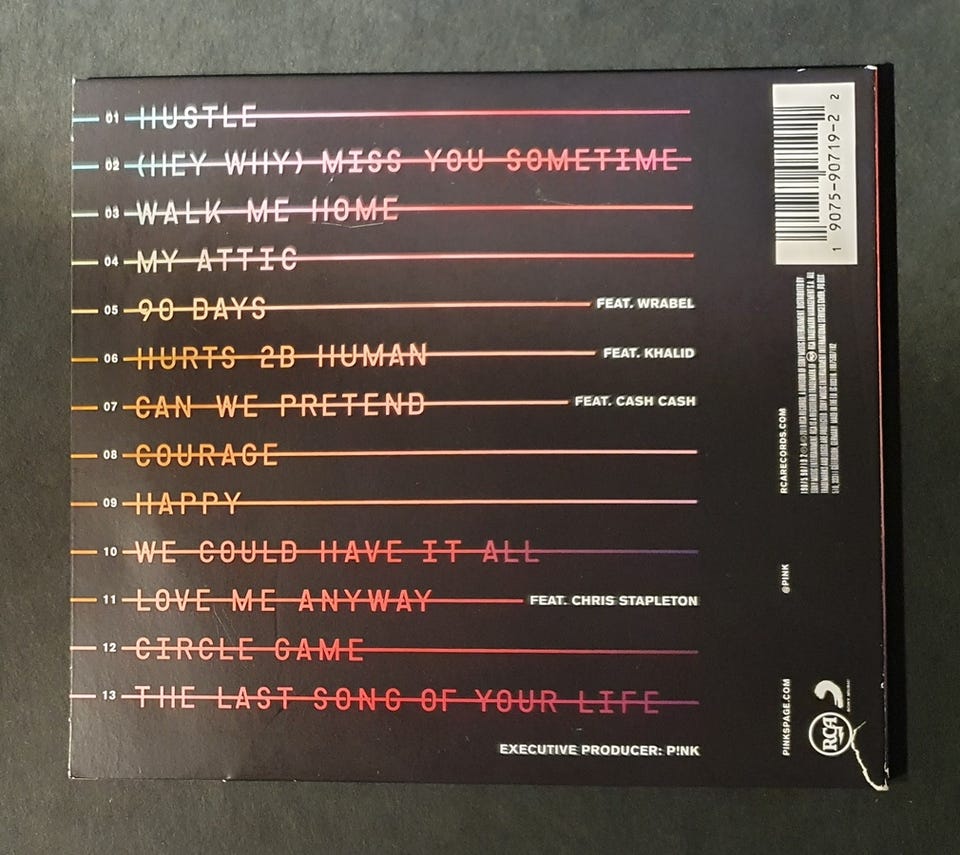 01 HUSTLE
02 (HEY WHY) MISS YOU SOMETIME
03 WALK ME HOME
04 MY ATTIC
05 90 DAYS FEAT. WRABEL
06 HURTS 2B HUMAN FEAT. KHALID
07 CAN WE PRETEND FEAT. CASH CASH
08 COURAGE
09 HAPPY
10 WE COULD HAVE IT ALL
11 LOVE ME ANYWAY FEAT. CHRIS STAPLETON
12 CIRCLE GAME
13 THE LAST SONG OF YOUR LIFE
EXECUTIVE PRODUCER: P!NK
1 9075-90719-2 2
RCARECORDS.COM
@PINK
PINKSPAGE.COM
RCA